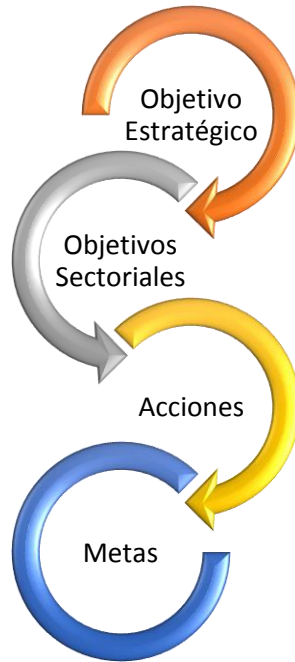 Objetivo
Estratégico
Objetivos
Sectoriales
Acciones
Metas